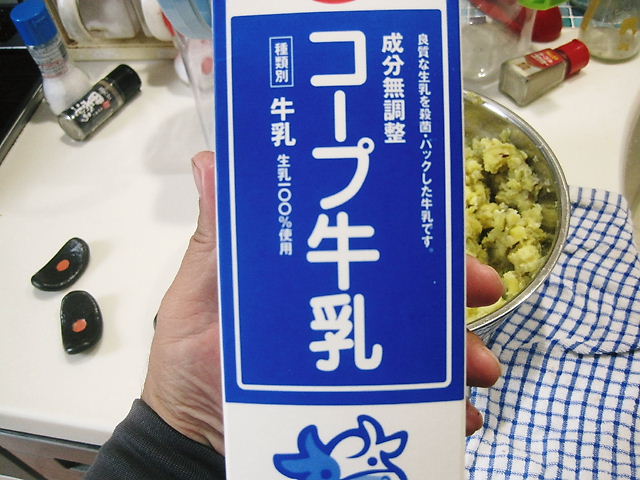 良質な生乳を殺菌・パックした牛乳です。
成分無調整
コープ牛乳
種類別 牛乳 生乳100%使用